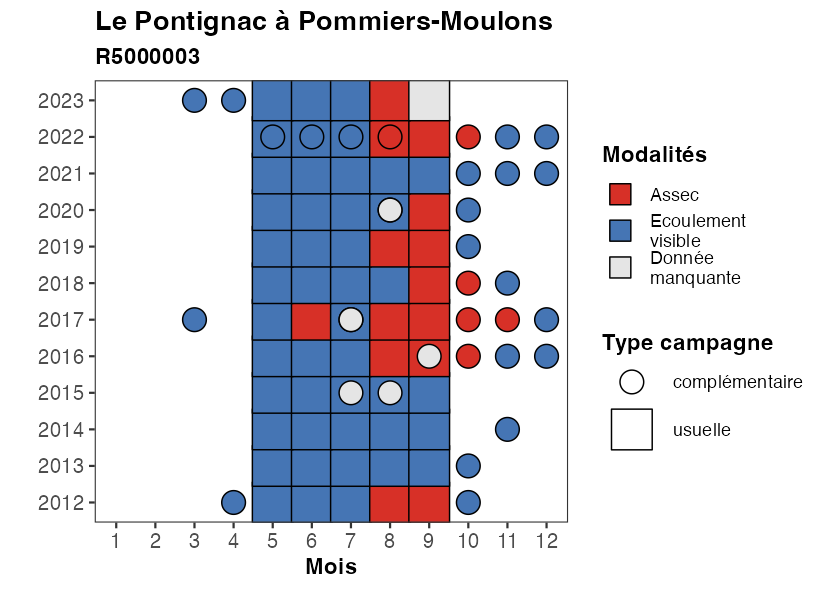 Le Pontignac à Pommiers-Moulons
R5000003
2023
2022
2021
2020
2019
2018
2017
2016
2015
2014
2013
2012
1 2 3 4 5 6 7 8 9 10 11 12
Mois
Modalités
Assec
Ecoulement
visible
Donnée
manquante
Type campagne
complémentaire
usuelle